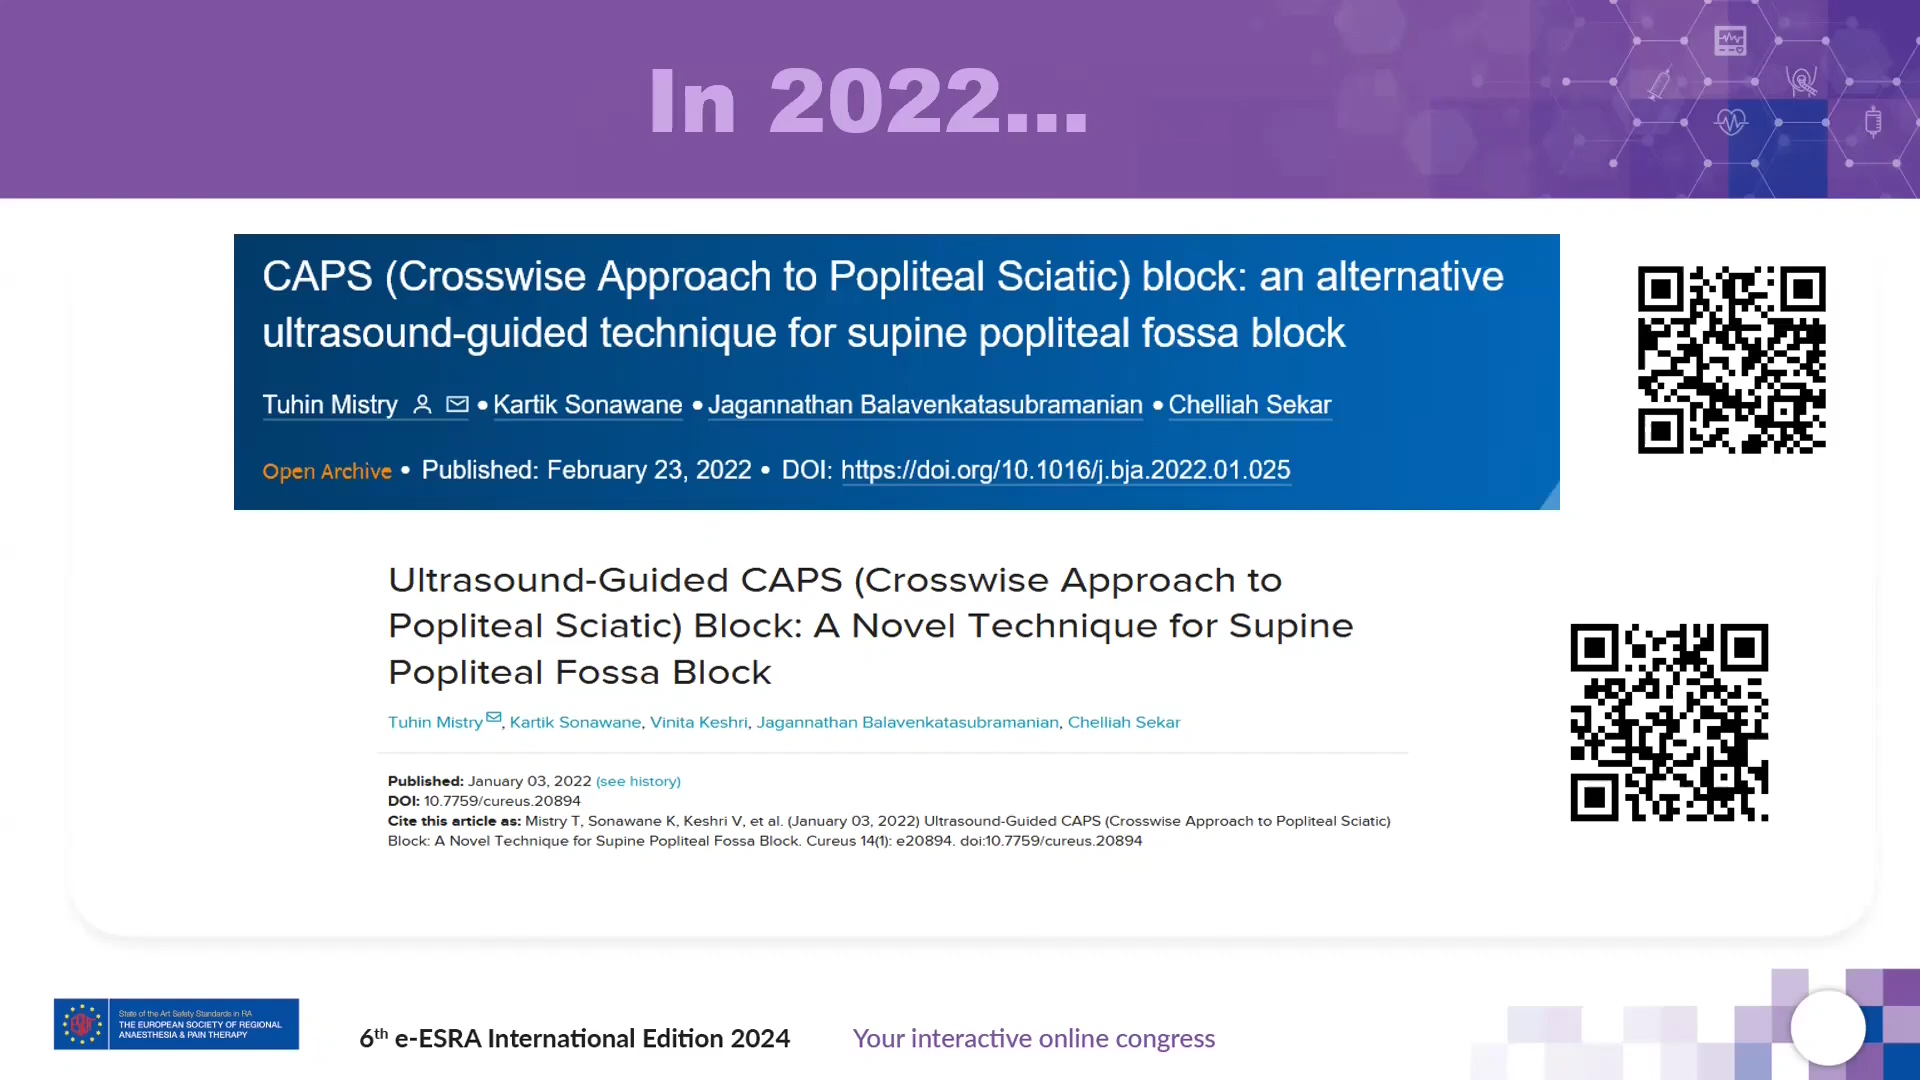 In 2022...
CAPS (Crosswise Approach to Popliteal Sciatic) block: an alternative
ultrasound-guided technique for supine popliteal fossa block
Tuhin Mistry • Kartik Sonawane • Jagannathan Balavenkatasubramanian • Chelliah Sekar
Open Archive • Published: February 23, 2022 • DOI: https://doi.org/10.1016/j.bja.2022.01.025
Ultrasound-Guided CAPS (Crosswise Approach to
Popliteal Sciatic) Block: A Novel Technique for Supine
Popliteal Fossa Block
Tuhin Mistry, Kartik Sonawane, Vinita Keshri, Jagannathan Balavenkatasubramanian, Chelliah Sekar
Published: January 03, 2022 (see history)
DOI: 10.7759/cureus.20894
Cite this article as: Mistry T, Sonawane K, Keshri V, et al. (January 03, 2022) Ultrasound-Guided CAPS (Crosswise Approach to Popliteal Sciatic)
Block: A Novel Technique for Supine Popliteal Fossa Block. Cureus 14(1): e20894. doi:10.7759/cureus.20894
State of the Art Safety Standards in RA
THE EUROPEAN SOCIETY OF REGIONAL
ANAESTHESIA & PAIN THERAPY
6th e-ESRA International Edition 2024 Your interactive online congress